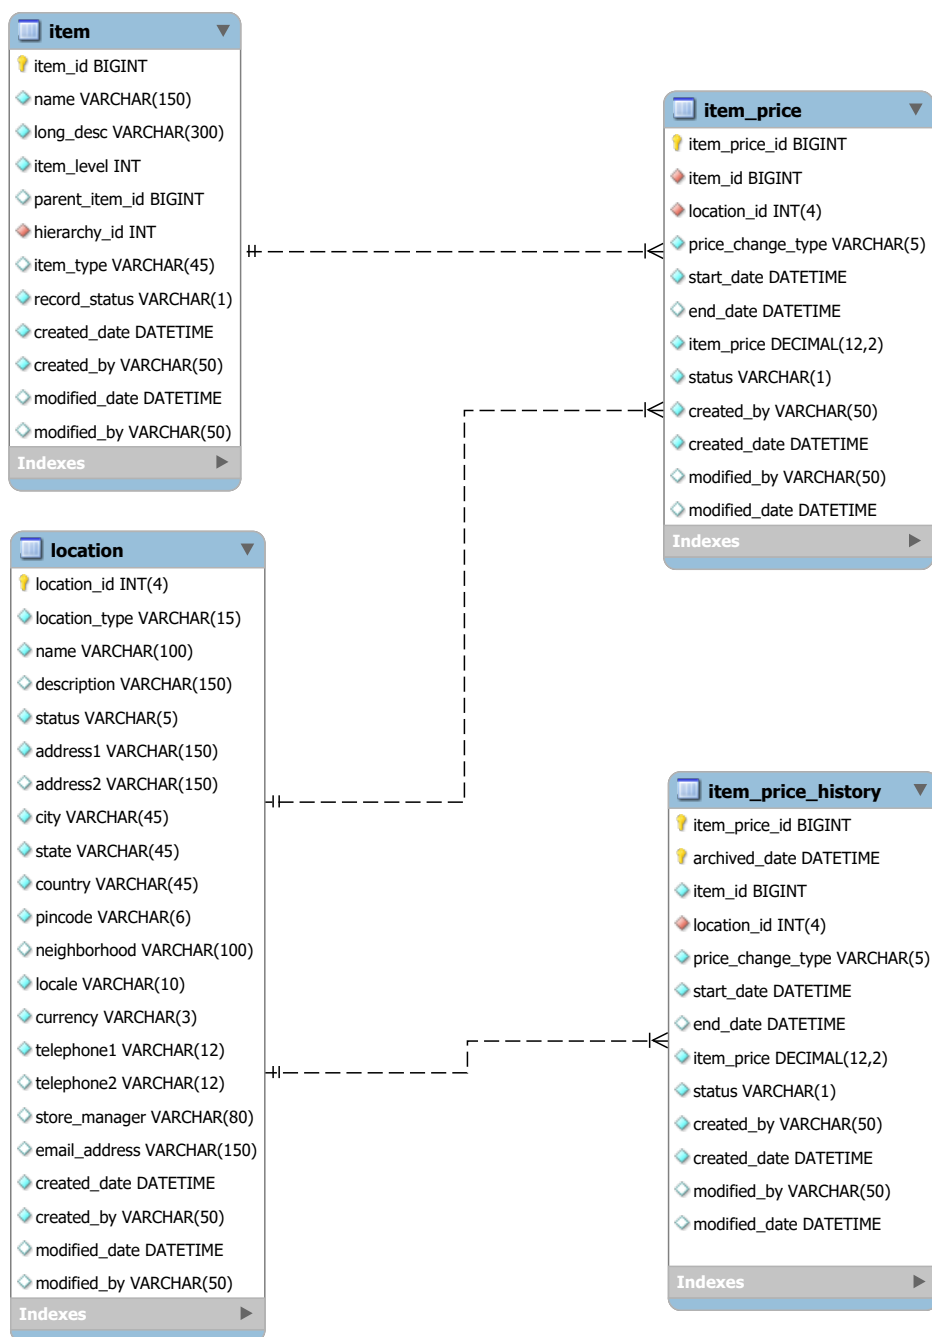 item
item_id BIGINT
name VARCHAR(150)
long_desc VARCHAR(300)
item_level INT
parent_item_id BIGINT
hierarchy_id INT
item_type VARCHAR(45)
record_status VARCHAR(1)
created_date DATETIME
created_by VARCHAR(50)
modified_date DATETIME
modified_by VARCHAR(50)
Indexes
item_price
item_price_id BIGINT
item_id BIGINT
location_id INT(4)
price_change_type VARCHAR(5)
start_date DATETIME
end_date DATETIME
item_price DECIMAL(12,2)
status VARCHAR(1)
created_by VARCHAR(50)
created_date DATETIME
modified_by VARCHAR(50)
modified_date DATETIME
Indexes
location
location_id INT(4)
location_type VARCHAR(15)
name VARCHAR(100)
description VARCHAR(150)
status VARCHAR(5)
address1 VARCHAR(150)
address2 VARCHAR(150)
city VARCHAR(45)
state VARCHAR(45)
country VARCHAR(45)
pincode VARCHAR(6)
neighborhood VARCHAR(100)
locale VARCHAR(10)
currency VARCHAR(3)
telephone1 VARCHAR(12)
telephone2 VARCHAR(12)
store_manager VARCHAR(80)
email_address VARCHAR(150)
created_date DATETIME
created_by VARCHAR(50)
modified_date DATETIME
modified_by VARCHAR(50)
Indexes
item_price_history
item_price_id BIGINT
archived_date DATETIME
item_id BIGINT
location_id INT(4)
price_change_type VARCHAR(5)
start_date DATETIME
end_date DATETIME
item_price DECIMAL(12,2)
status VARCHAR(1)
created_by VARCHAR(50)
created_date DATETIME
modified_by VARCHAR(50)
modified_date DATETIME
Indexes